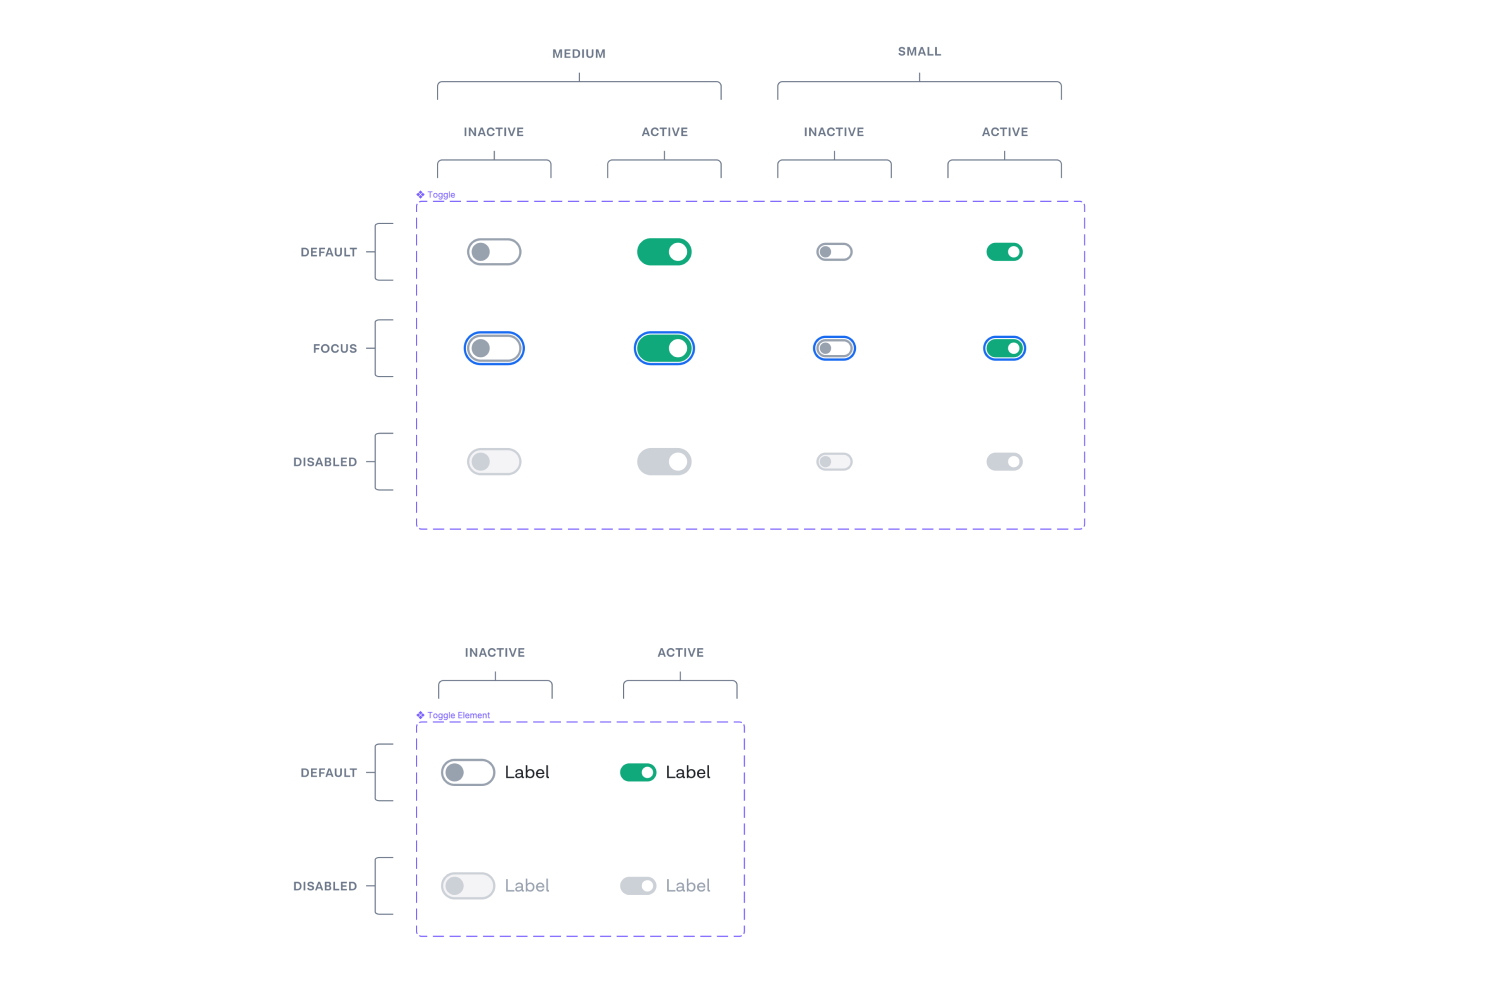 MEDIUM
SMALL
INACTIVE
ACTIVE
INACTIVE
ACTIVE
Toggle
DEFAULT
FOCUS
DISABLED
INACTIVE
ACTIVE
Toggle Element
DEFAULT
Label
Label
DISABLED
Label
Label